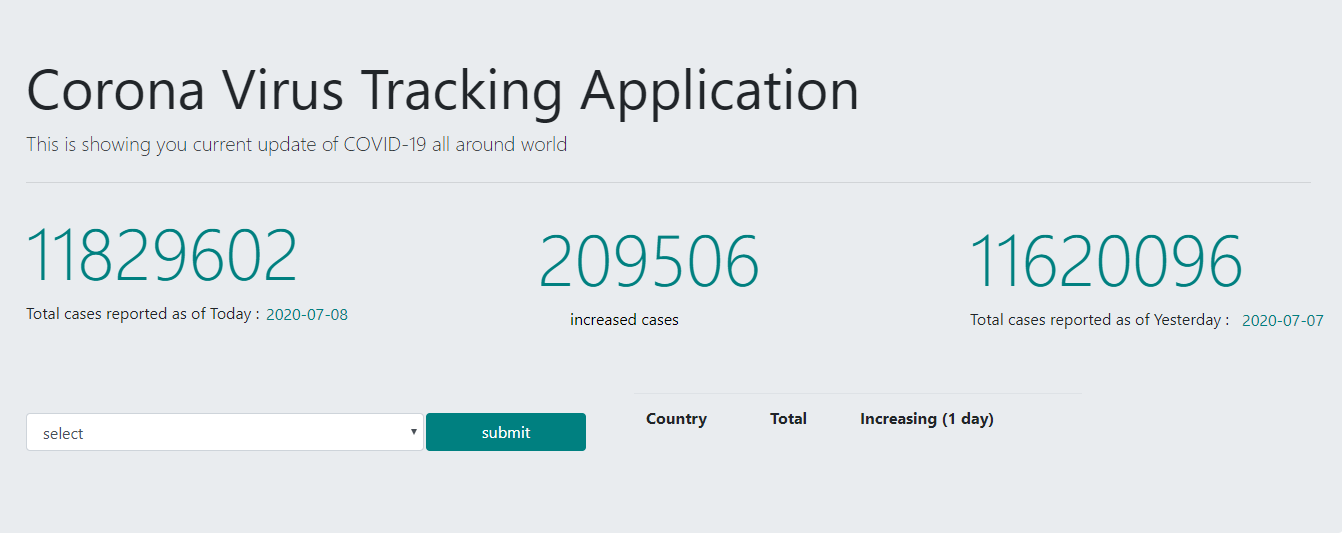 Corona Virus Tracking Application
This is showing you current update of COVID-19 all around world
11829602
Total cases reported as of Today : 2020-07-08
209506
increased cases
11620096
Total cases reported as of Yesterday : 2020-07-07
select
submit
Country Total Increasing (1 day)